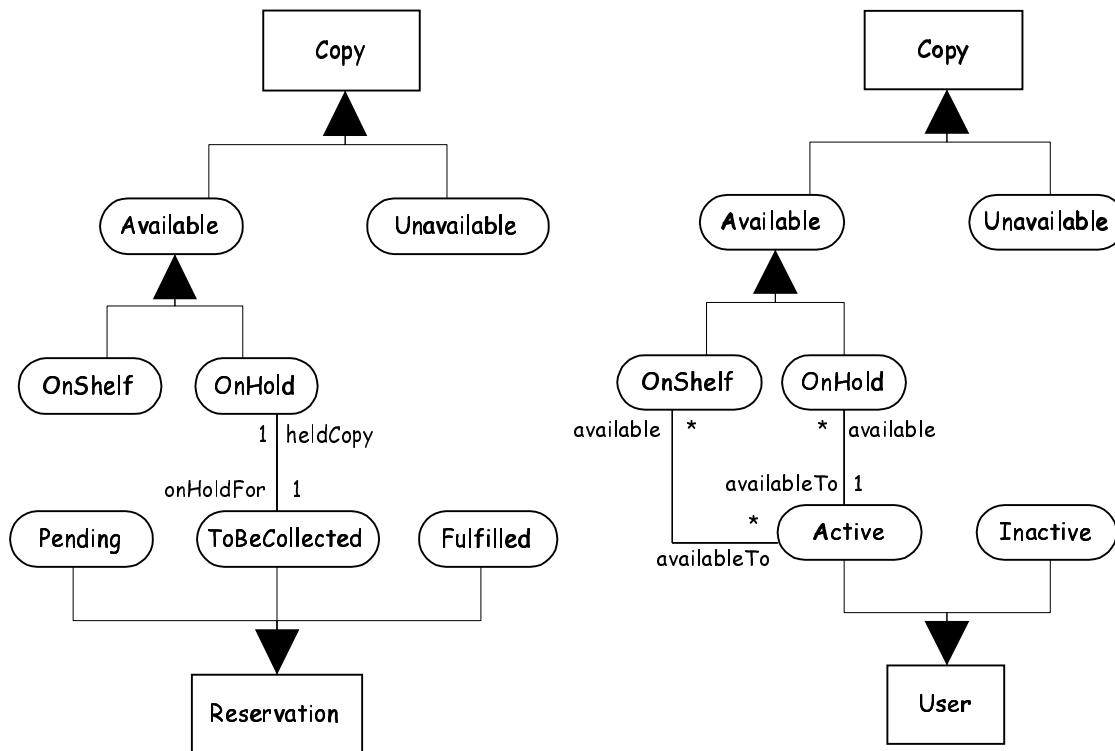 Copy
Available
Unavailable
OnShelf
OnHold
1 heldCopy
onHoldFor 1
Pending
ToBeCollected
Fulfilled
Reservation
Copy
Available
Unavailable
OnShelf
OnHold
available *
* available
availableTo 1
*
availableTo
Active
Inactive
User